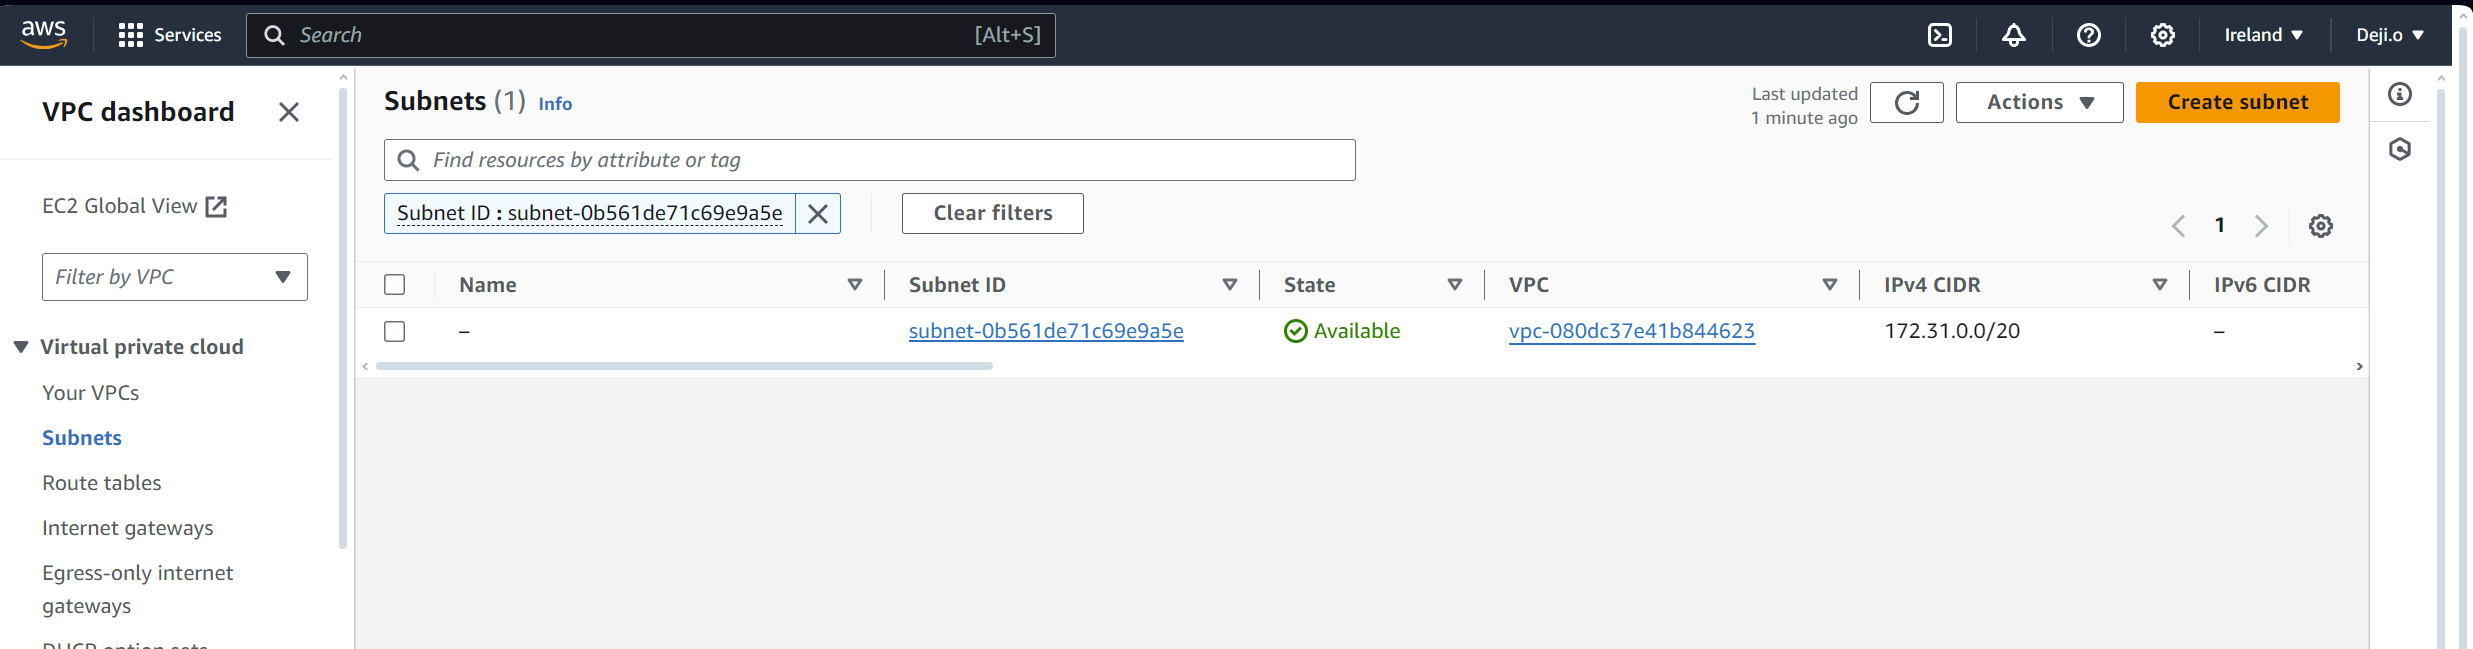 aws
Services
Search
[Alt+S]
Ireland
Deji.o
VPC dashboard
EC2 Global View
Filter by VPC
Virtual private cloud
Your VPCs
Subnets
Route tables
Internet gateways
Egress-only internet
gateways
DHCP option sets
Subnets (1) Info
Last updated
1 minute ago
Actions
Create subnet
Find resources by attribute or tag
Subnet ID : subnet-0b561de71c69e9a5e
Clear filters
1
Name Subnet ID State VPC IPv4 CIDR IPv6 CIDR
– subnet-0b561de71c69e9a5e Available vpc-080dc37e41b844623 172.31.0.0/20 –